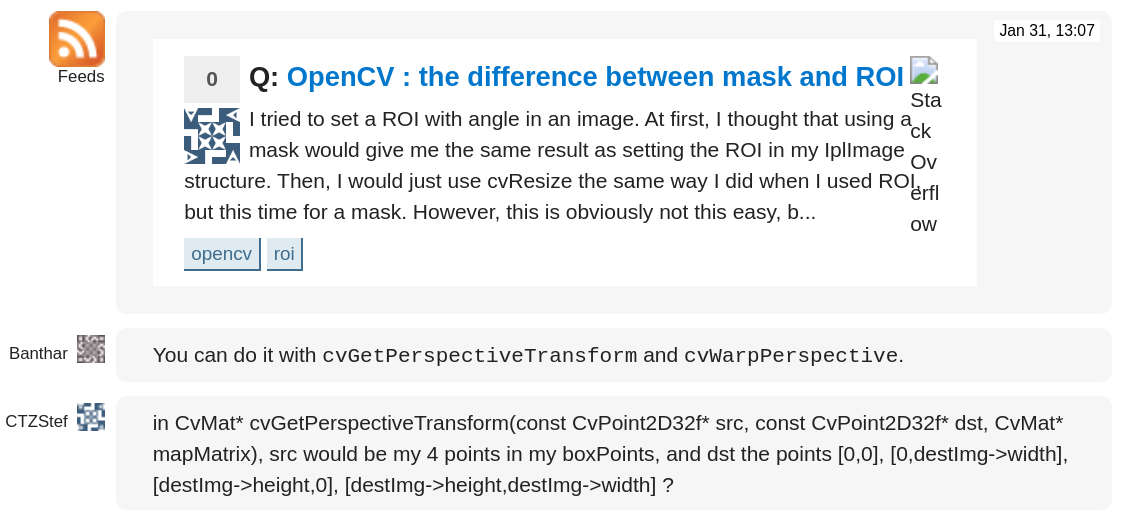 Jan 31, 13:07
Feeds
0
Q: OpenCV : the difference between mask and ROI
I tried to set a ROI with angle in an image. At first, I thought that using a
mask would give me the same result as setting the ROI in my IplImage
structure. Then, I would just use cvResize the same way I did when I used ROI,
but this time for a mask. However, this is obviously not this easy, b...
Sta
ck
Ov
erfl
ow
opencv roi
Banthar
You can do it with cvGetPerspectiveTransform and cvWarpPerspective.
CTZStef
in CvMat* cvGetPerspectiveTransform(const CvPoint2D32f* src, const CvPoint2D32f* dst, CvMat*
mapMatrix), src would be my 4 points in my boxPoints, and dst the points [0,0], [0,destImg->width],
[destImg->height,0], [destImg->height,destImg->width] ?